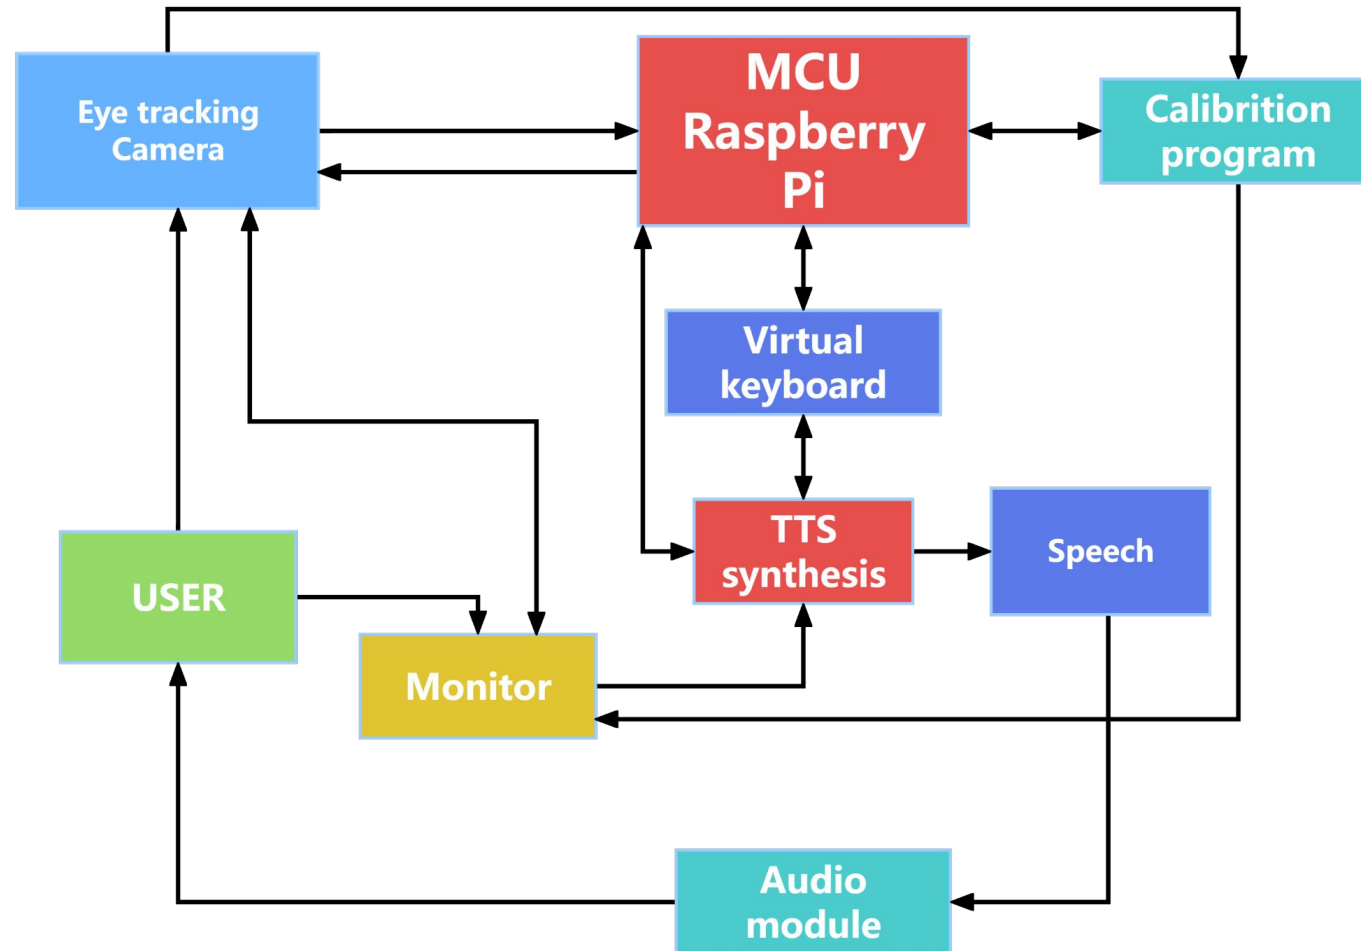 Eye tracking
Camera
MCU
Raspberry
Pi
Calibrition
program
Virtual
keyboard
TTS
synthesis
Speech
USER
Monitor
Audio
module